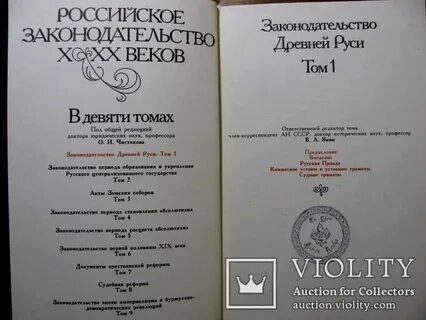 РОССИЙСКОЕ
ЗАКОНОДАТЕЛЬСТВО
X-XX ВЕКОВ
В девяти томах
Под общей редакцией
доктора юридических наук, профессора
О. И. Чистякова
Законодательство Древней Руси. Том 1
Законодательство периода образования и укрепления
Русского централизованного государства
Том 2
Акты Земских соборов
Том 3
Законодательство периода становления абсолютизма
Том 4
Законодательство периода расцвета абсолютизма
Том 5
Законодательство первой половины XIX века
Том 6
Документы крестьянской реформы
Том 7
Судебная реформа
Том 8
Законодательство эпохи империализма и буржуазно-
демократических революций
Том 9
Законодательство
Древней Руси
Том 1
Ответственный редактор тома
член-корреспондент АН СССР, доктор исторических наук, профессор
В. Л. Янин
Предисловие
Введение
Русская Правда
Княжеские уставы и уставные грамоты
Судные грамоты
VIOLITY
Auction for Collectors
auction.violity.com